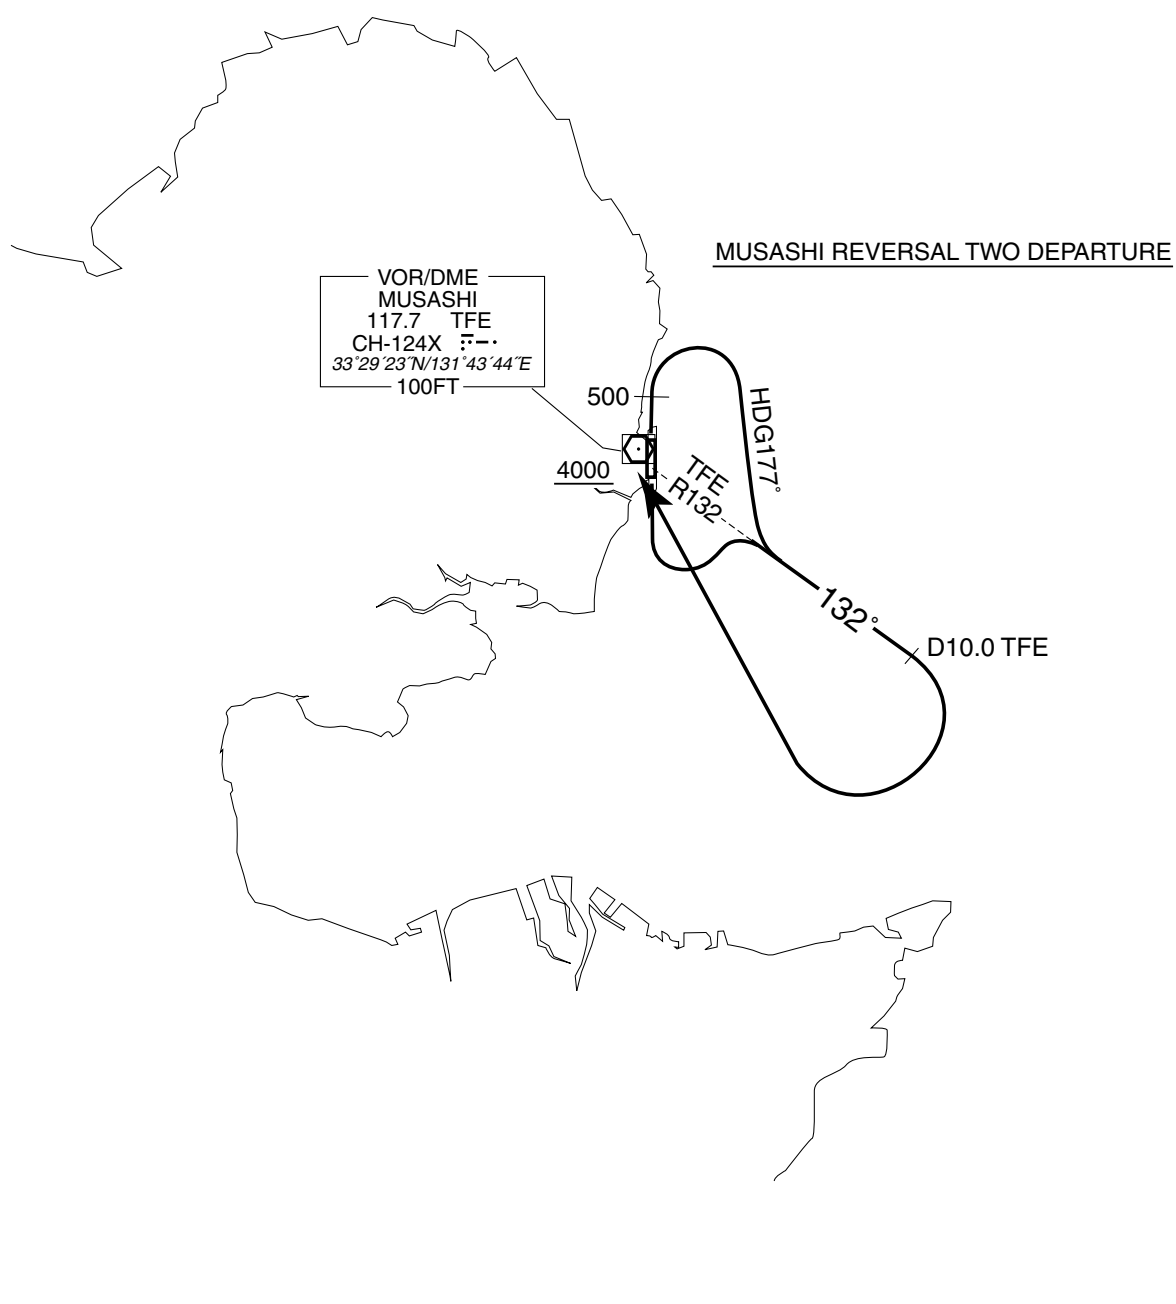 MUSASHI REVERSAL TWO DEPARTURE
VOR/DME
MUSASHI
117.7 TFE
CH-124X
33°29´23˝N/131°43´44˝E
100FT
500
HDG177°
4000
TFE
R132
132°
D10.0 TFE